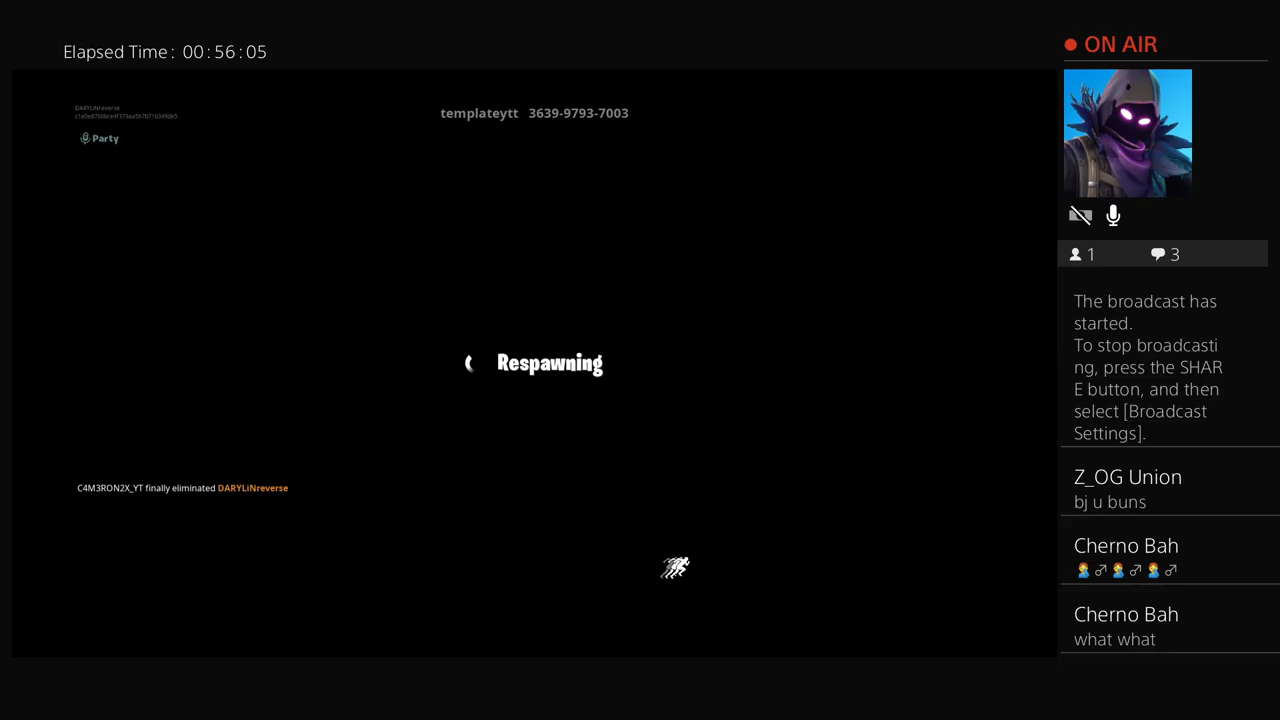 Elapsed Time: 00:56:05
ON AIR
DARYLiNreverse
templateytt 3639-9793-7003
Party
1 3
The broadcast has
started.
To stop broadcasti
ng, press the SHAR
E button, and then
select [Broadcast
Settings].
Respawning
Z_OG Union
bj u buns
C4M3RON2X_YT finally eliminated DARYLiNreverse
Cherno Bah
🤦♂🤦♂🤦♂
Cherno Bah
what what